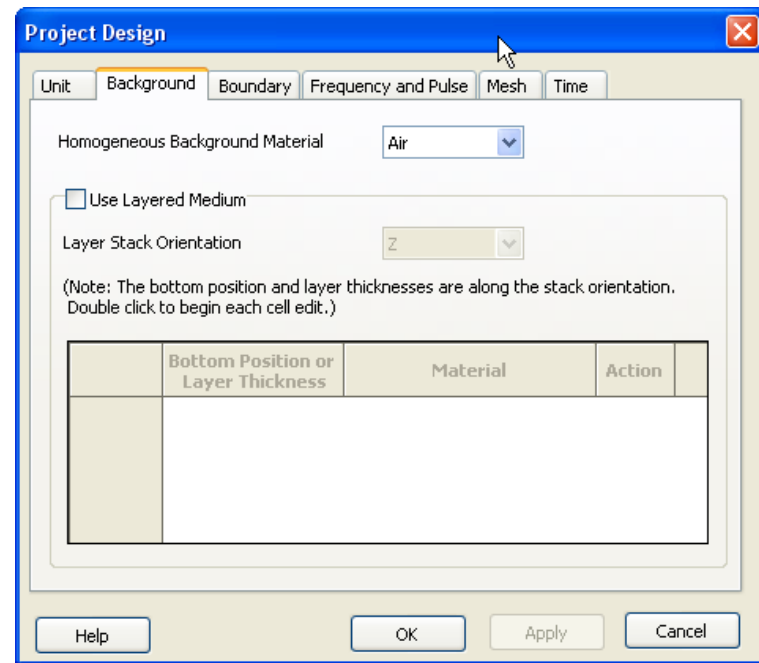 Project Design
Unit Background Boundary Frequency and Pulse Mesh Time
Homogeneous Background Material Air
Use Layered Medium
Layer Stack Orientation Z
(Note: The bottom position and layer thicknesses are along the stack orientation.
Double click to begin each cell edit.)
Bottom Position or
Layer Thickness Material Action
Help OK Apply Cancel